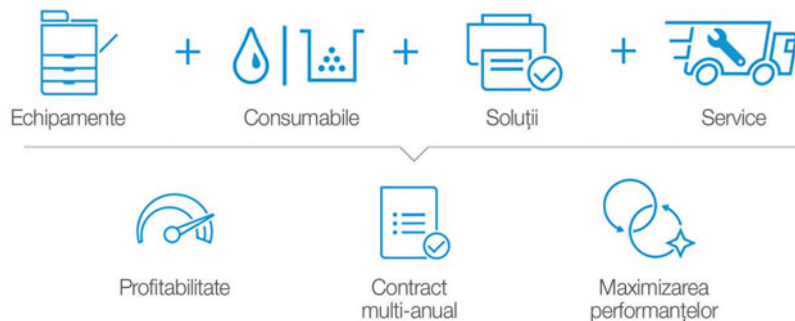 Echipamente
Consumabile
Soluții
Service
Profitabilitate
Contract
multi-anual
Maximizarea
performanțelor